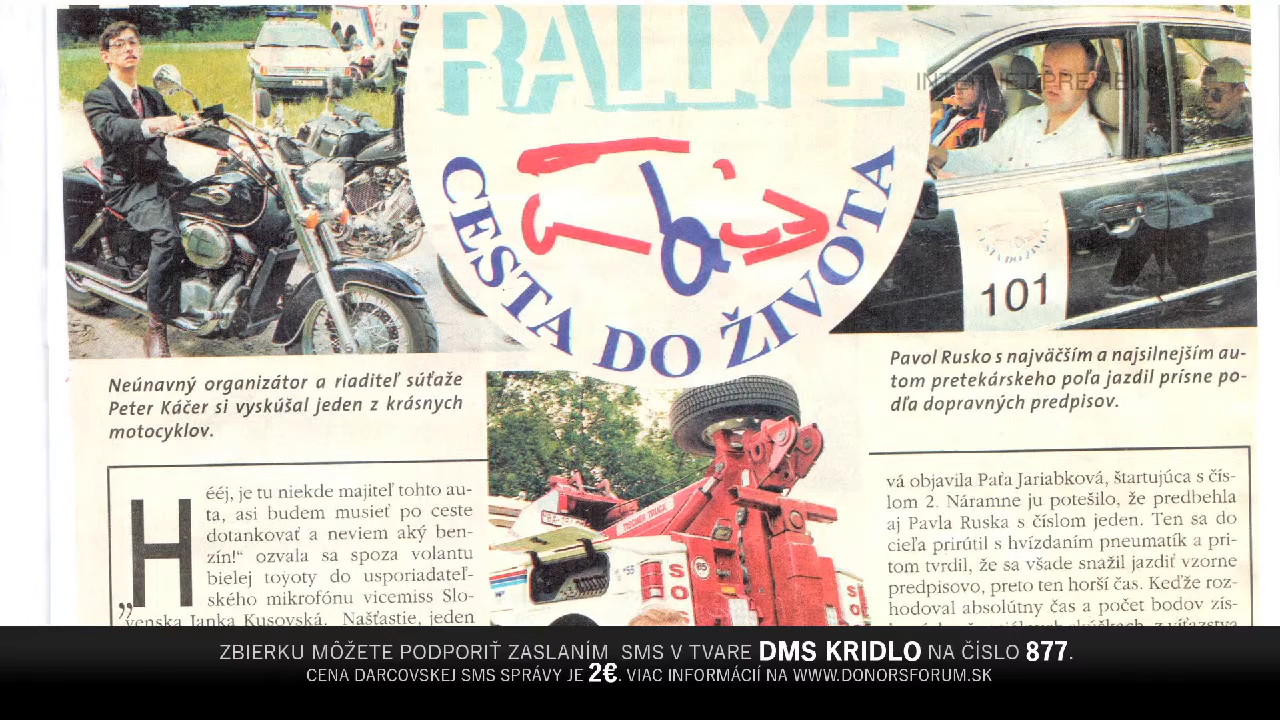 RALLYE
INTERNET PREMIÉRA
CESTA DO ŽIVOTA
101
Neúnavný organizátor a riaditeľ súťaže
Peter Káčer si vyskúšal jeden z krásnych
motocyklov.
Pavol Rusko s najväčším a najsilnejším au-
tom pretekárskeho poľa jazdil prísne po-
dľa dopravných predpisov.
„Hééj, je tu niekde majiteľ tohto au-
ta, asi budem musieť po ceste
dotankovať a neviem aký ben-
zín!“ ozvala sa spoza volantu
bielej toyoty do usporiadateľ-
ského mikrofónu vicemiss Slo-
venska Janka Kusovská. Našťastie, jeden
vá objavila Paťa Jariabková, štartujúca s čís-
lom 2. Náramne ju potešilo, že predbehla
aj Pavla Ruska s číslom jeden. Ten sa do
cieľa prirútil s hvízdaním pneumatík a pri-
tom tvrdil, že sa všade snažil jazdiť vzorne
predpisovo, preto ten horší čas. Keďže roz-
hodoval absolútny čas a počet bodov zís-
ZBIERKU MÔŽETE PODPORIŤ ZASLANÍM SMS V TVARE DMS KRIDLO NA ČÍSLO 877.
CENA DARCOVSKEJ SMS SPRÁVY JE 2€. VIAC INFORMÁCIÍ NA WWW.DONORSFORUM.SK